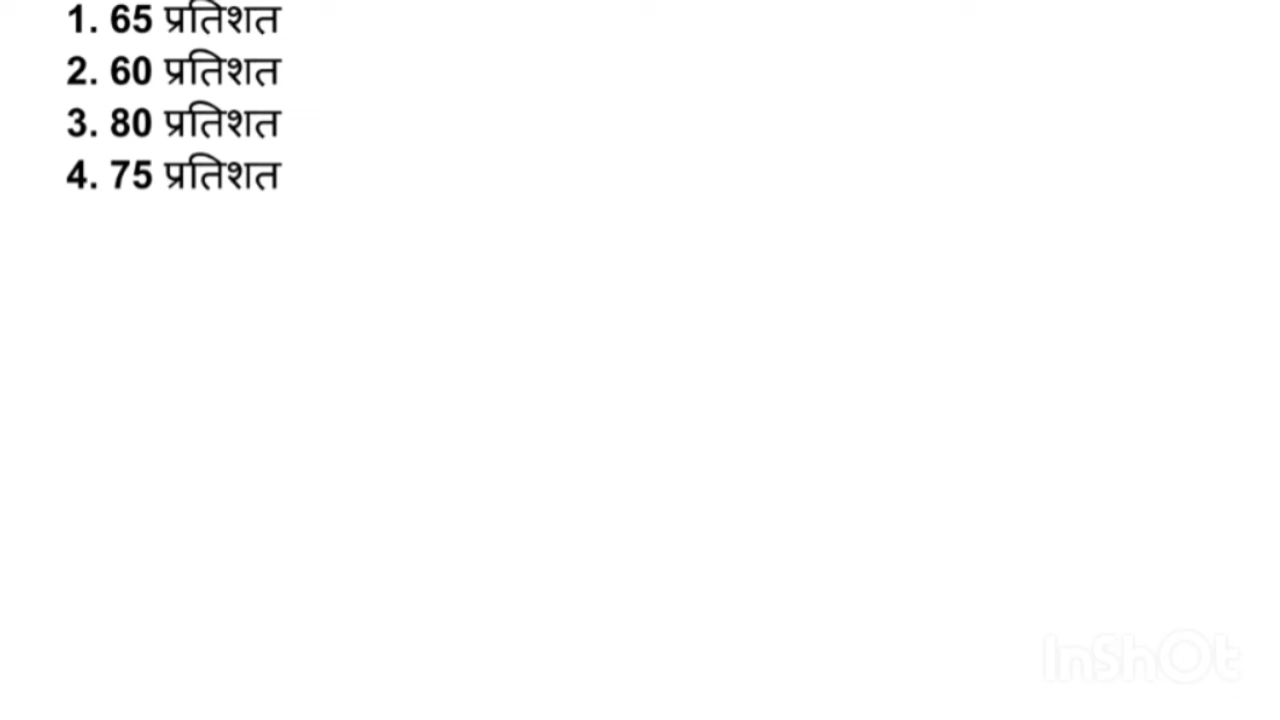 1. 65 प्रतिशत
2. 60 प्रतिशत
3. 80 प्रतिशत
4. 75 प्रतिशत
InShOt